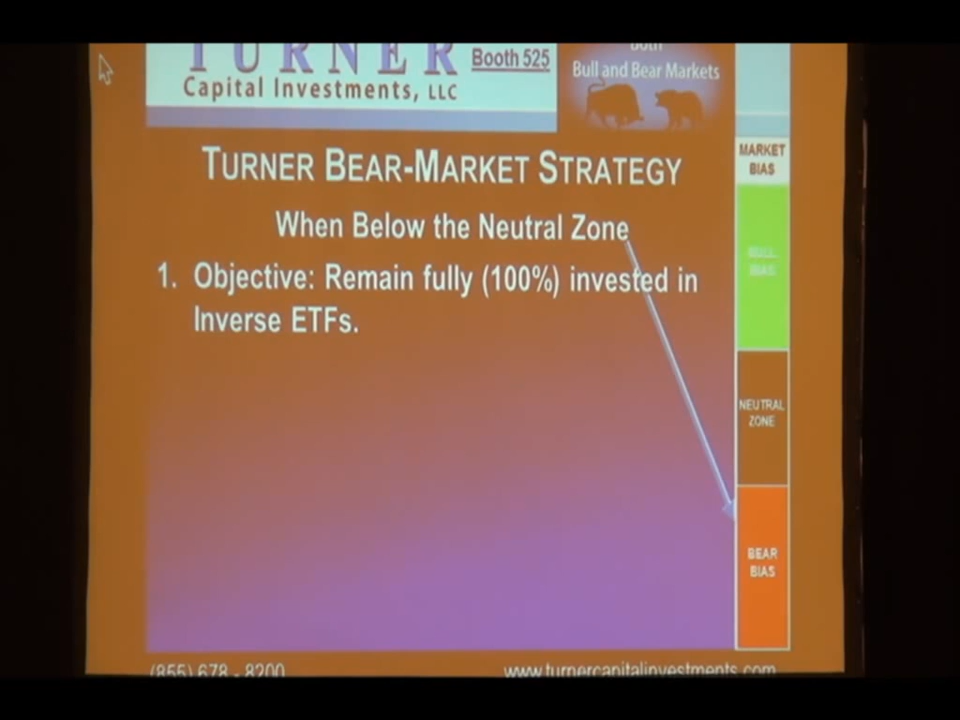 TURNER
Booth 525
Capital Investments, LLC
Both
Bull and Bear Markets
TURNER BEAR-MARKET STRATEGY
When Below the Neutral Zone
1. Objective: Remain fully (100%) invested in
Inverse ETFs.
MARKET
BIAS
BULL
BIAS
NEUTRAL
ZONE
BEAR
BIAS
(855) 678 - 8200
www.turnercapitalinvestments.com